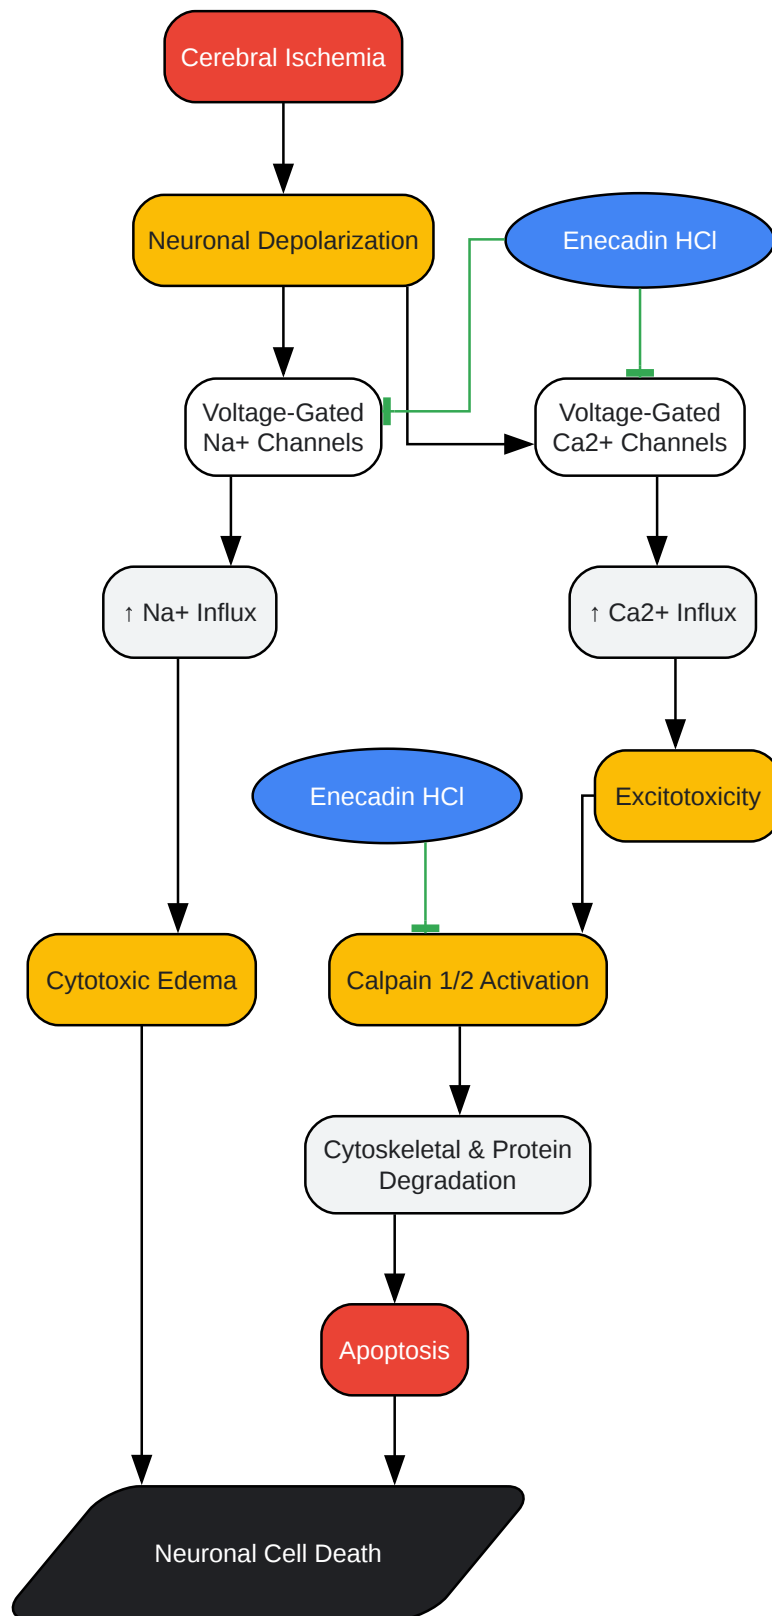 Cerebral Ischemia
Neuronal Depolarization
Enecadin HCl
Voltage-Gated
Na+ Channels
Voltage-Gated
Ca2+ Channels
↑ Na+ Influx
↑ Ca2+ Influx
Enecadin HCl
Excitotoxicity
Cytotoxic Edema
Calpain 1/2 Activation
Cytoskeletal & Protein
Degradation
Apoptosis
Neuronal Cell Death